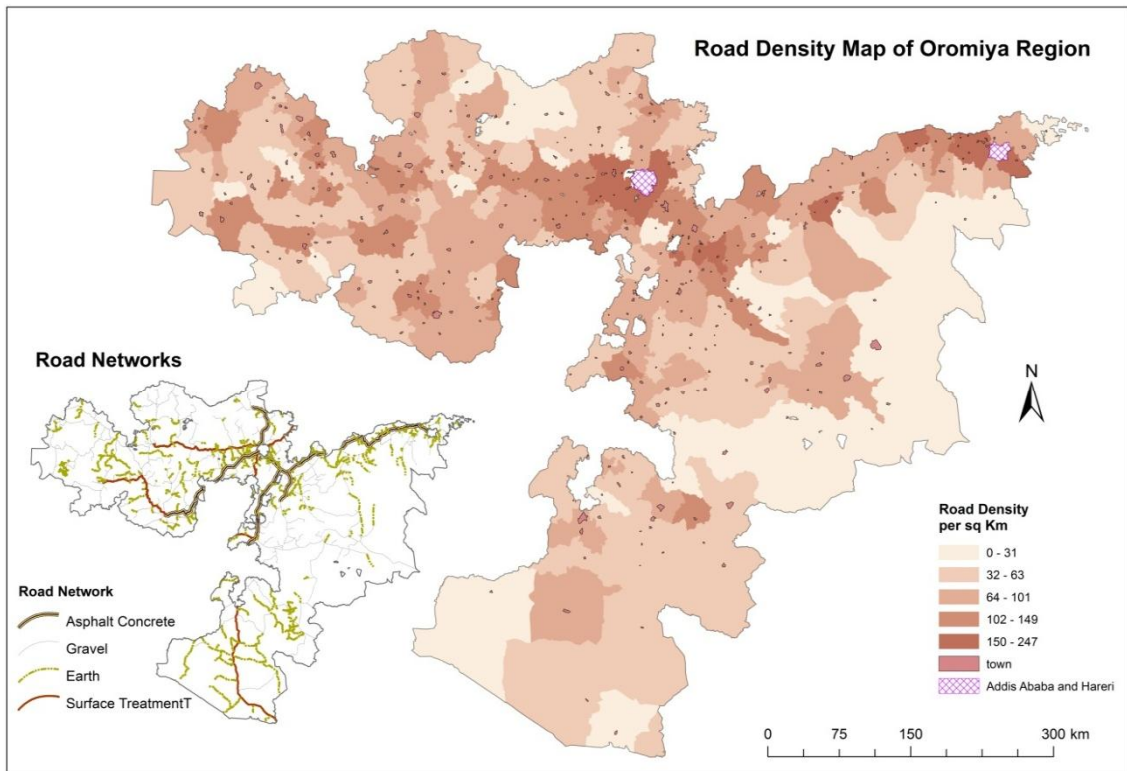 Road Density Map of Oromiya Region
Road Networks
Road Network
Asphalt Concrete
Gravel
Earth
Surface TreatmentT
N
Road Density
per sq Km
0 - 31
32 - 63
64 - 101
102 - 149
150 - 247
town
Addis Ababa and Hareri
0 75 150 300 km